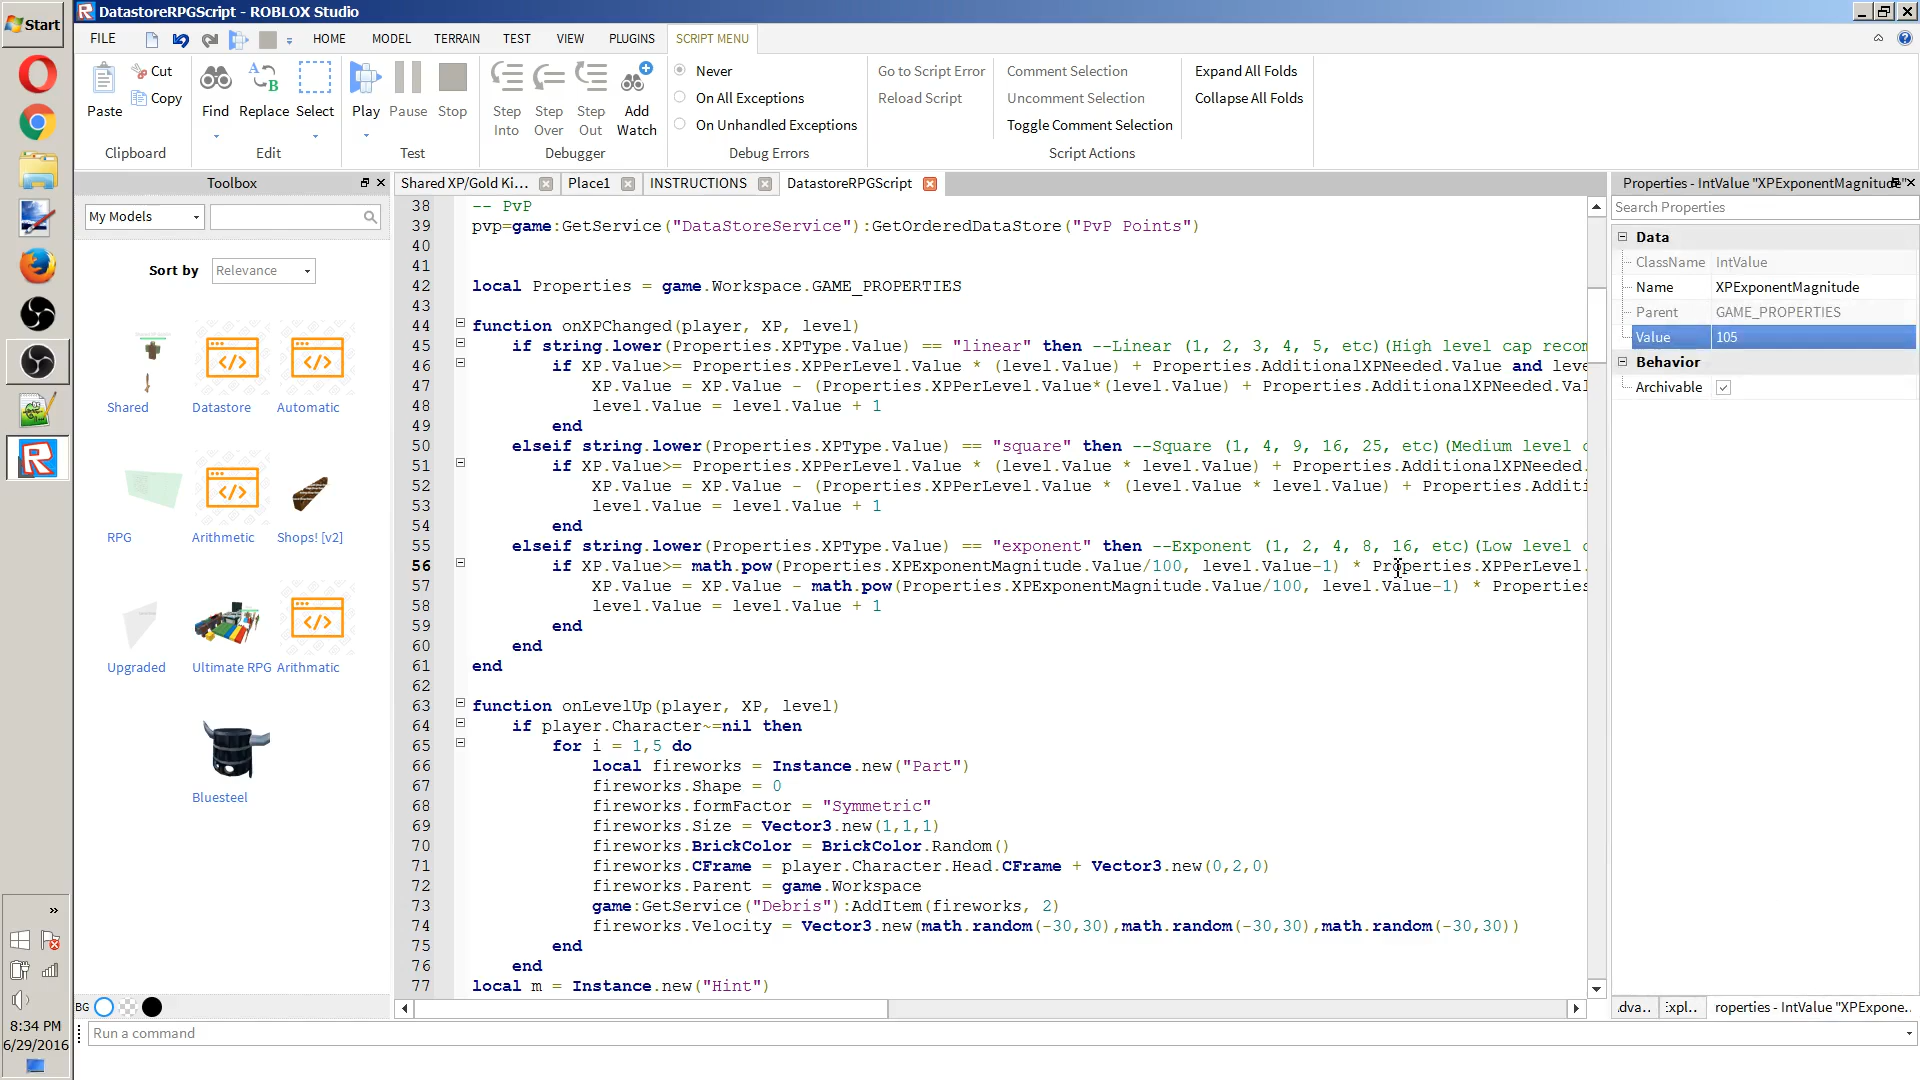 Start
DatastoreRPGScript - ROBLOX Studio
FILE
HOME
MODEL
TERRAIN
TEST
VIEW
PLUGINS
SCRIPT MENU
Paste
Cut
Copy
Clipboard
Find
Replace
Select
Edit
Play
Pause
Stop
Test
Step Into
Step Over
Step Out
Add Watch
Debugger
Never
On All Exceptions
On Unhandled Exceptions
Debug Errors
Go to Script Error
Reload Script
Comment Selection
Uncomment Selection
Toggle Comment Selection
Script Actions
Expand All Folds
Collapse All Folds
Toolbox
My Models
Sort by
Relevance
Shared
Datastore
Automatic
RPG
Arithmetic
Shops! [v2]
Upgraded
Ultimate RPG
Arithmatic
Bluesteel
BG
Shared XP/Gold Ki...
Place1
INSTRUCTIONS
DatastoreRPGScript
38 -- PvP
39 pvp=game:GetService("DataStoreService"):GetOrderedDataStore("PvP Points")
40
41
42 local Properties = game.Workspace.GAME_PROPERTIES
43
44 function onXPChanged(player, XP, level)
45 if string.lower(Properties.XPType.Value) == "linear" then --Linear (1, 2, 3, 4, 5, etc)(High level cap recom
46 if XP.Value>= Properties.XPPerLevel.Value * (level.Value) + Properties.AdditionalXPNeeded.Value and leve
47 XP.Value = XP.Value - (Properties.XPPerLevel.Value*(level.Value) + Properties.AdditionalXPNeeded.Val
48 level.Value = level.Value + 1
49 end
50 elseif string.lower(Properties.XPType.Value) == "square" then --Square (1, 4, 9, 16, 25, etc)(Medium level c
51 if XP.Value>= Properties.XPPerLevel.Value * (level.Value * level.Value) + Properties.AdditionalXPNeeded.
52 XP.Value = XP.Value - (Properties.XPPerLevel.Value * (level.Value * level.Value) + Properties.Additi
53 level.Value = level.Value + 1
54 end
55 elseif string.lower(Properties.XPType.Value) == "exponent" then --Exponent (1, 2, 4, 8, 16, etc)(Low level c
56 if XP.Value>= math.pow(Properties.XPExponentMagnitude.Value/100, level.Value-1) * Properties.XPPerLevel.
57 XP.Value = XP.Value - math.pow(Properties.XPExponentMagnitude.Value/100, level.Value-1) * Properties
58 level.Value = level.Value + 1
59 end
60 end
61 end
62
63 function onLevelUp(player, XP, level)
64 if player.Character~=nil then
65 for i = 1,5 do
66 local fireworks = Instance.new("Part")
67 fireworks.Shape = 0
68 fireworks.formFactor = "Symmetric"
69 fireworks.Size = Vector3.new(1,1,1)
70 fireworks.BrickColor = BrickColor.Random()
71 fireworks.CFrame = player.Character.Head.CFrame + Vector3.new(0,2,0)
72 fireworks.Parent = game.Workspace
73 game:GetService("Debris"):AddItem(fireworks, 2)
74 fireworks.Velocity = Vector3.new(math.random(-30,30),math.random(-30,30),math.random(-30,30))
75 end
76 end
77 local m = Instance.new("Hint")
Properties - IntValue "XPExponentMagnitude"
Search Properties
Data
ClassName IntValue
Name XPExponentMagnitude
Parent GAME_PROPERTIES
Value 105
Behavior
Archivable
dva..
Expl..
roperties - IntValue "XPExpone..
Run a command
8:34 PM
6/29/2016